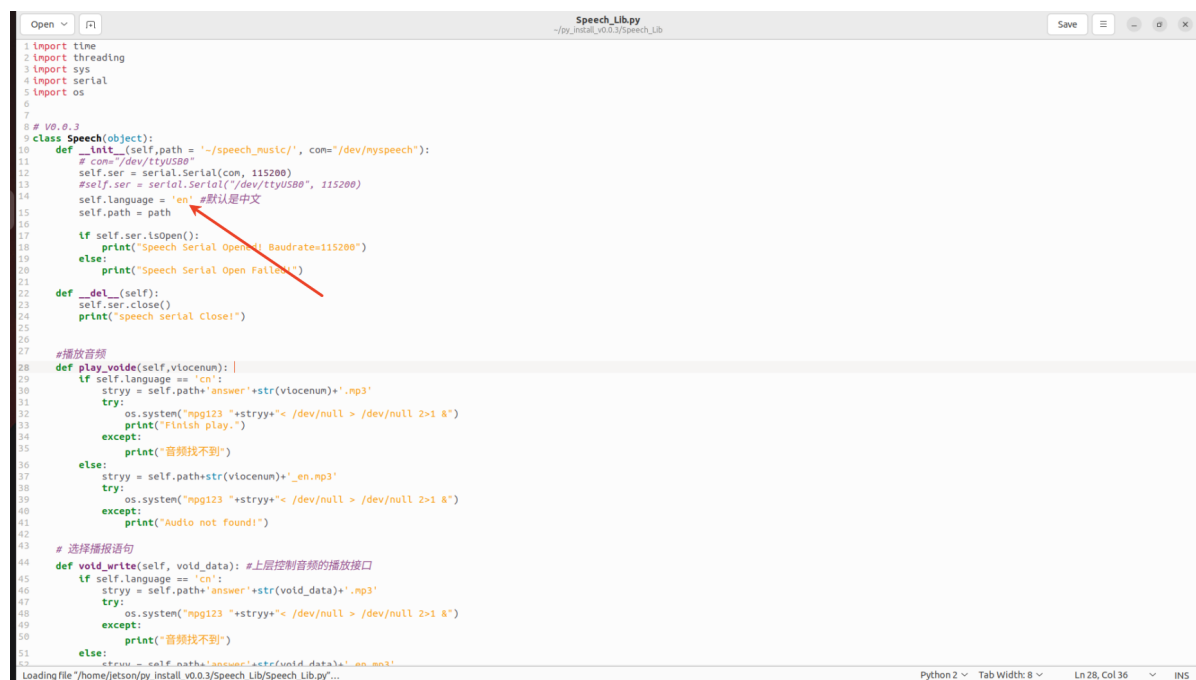 Open
Speech_Lib.py
~/py_install_v0.0.3/Speech_Lib
Save
1 import time
2 import threading
3 import sys
4 import serial
5 import os
6
7
8 # V0.0.3
9 class Speech(object):
10     def __init__(self,path = '~/speech_music/', com="/dev/myspeech"):
11         # com="/dev/ttyUSB0"
12         self.ser = serial.Serial(com, 115200)
13         #self.ser = serial.Serial("/dev/ttyUSB0", 115200)
14         self.language = 'en' #默认是中文
15         self.path = path
16
17         if self.ser.isOpen():
18             print("Speech Serial Opened! Baudrate=115200")
19         else:
20             print("Speech Serial Open Failed!")
21
22     def __del__(self):
23         self.ser.close()
24         print("speech serial Close!")
25
26
27     #播放音频
28     def play_voide(self,viocenum):
29         if self.language == 'cn':
30             stryy = self.path+'answer'+str(viocenum)+'.mp3'
31             try:
32                 os.system("mpg123 "+stryy+"< /dev/null > /dev/null 2>1 &")
33                 print("Finish play.")
34             except:
35                 print("音频找不到")
36         else:
37             stryy = self.path+str(viocenum)+'_en.mp3'
38             try:
39                 os.system("mpg123 "+stryy+"< /dev/null > /dev/null 2>1 &")
40             except:
41                 print("Audio not found!")
42
43     # 选择播报语句
44     def void_write(self, void_data): #上层控制音频的播放接口
45         if self.language == 'cn':
46             stryy = self.path+'answer'+str(void_data)+'.mp3'
47             try:
48                 os.system("mpg123 "+stryy+"< /dev/null > /dev/null 2>1 &")
49             except:
50                 print("音频找不到")
51         else:
52             stryy = self.path+'answer'+str(void_data)+'_en.mp3'
Loading file "/home/jetson/py_install_v0.0.3/Speech_Lib/Speech_Lib.py"…
Python 2
Tab Width: 8
Ln 28, Col 36
INS